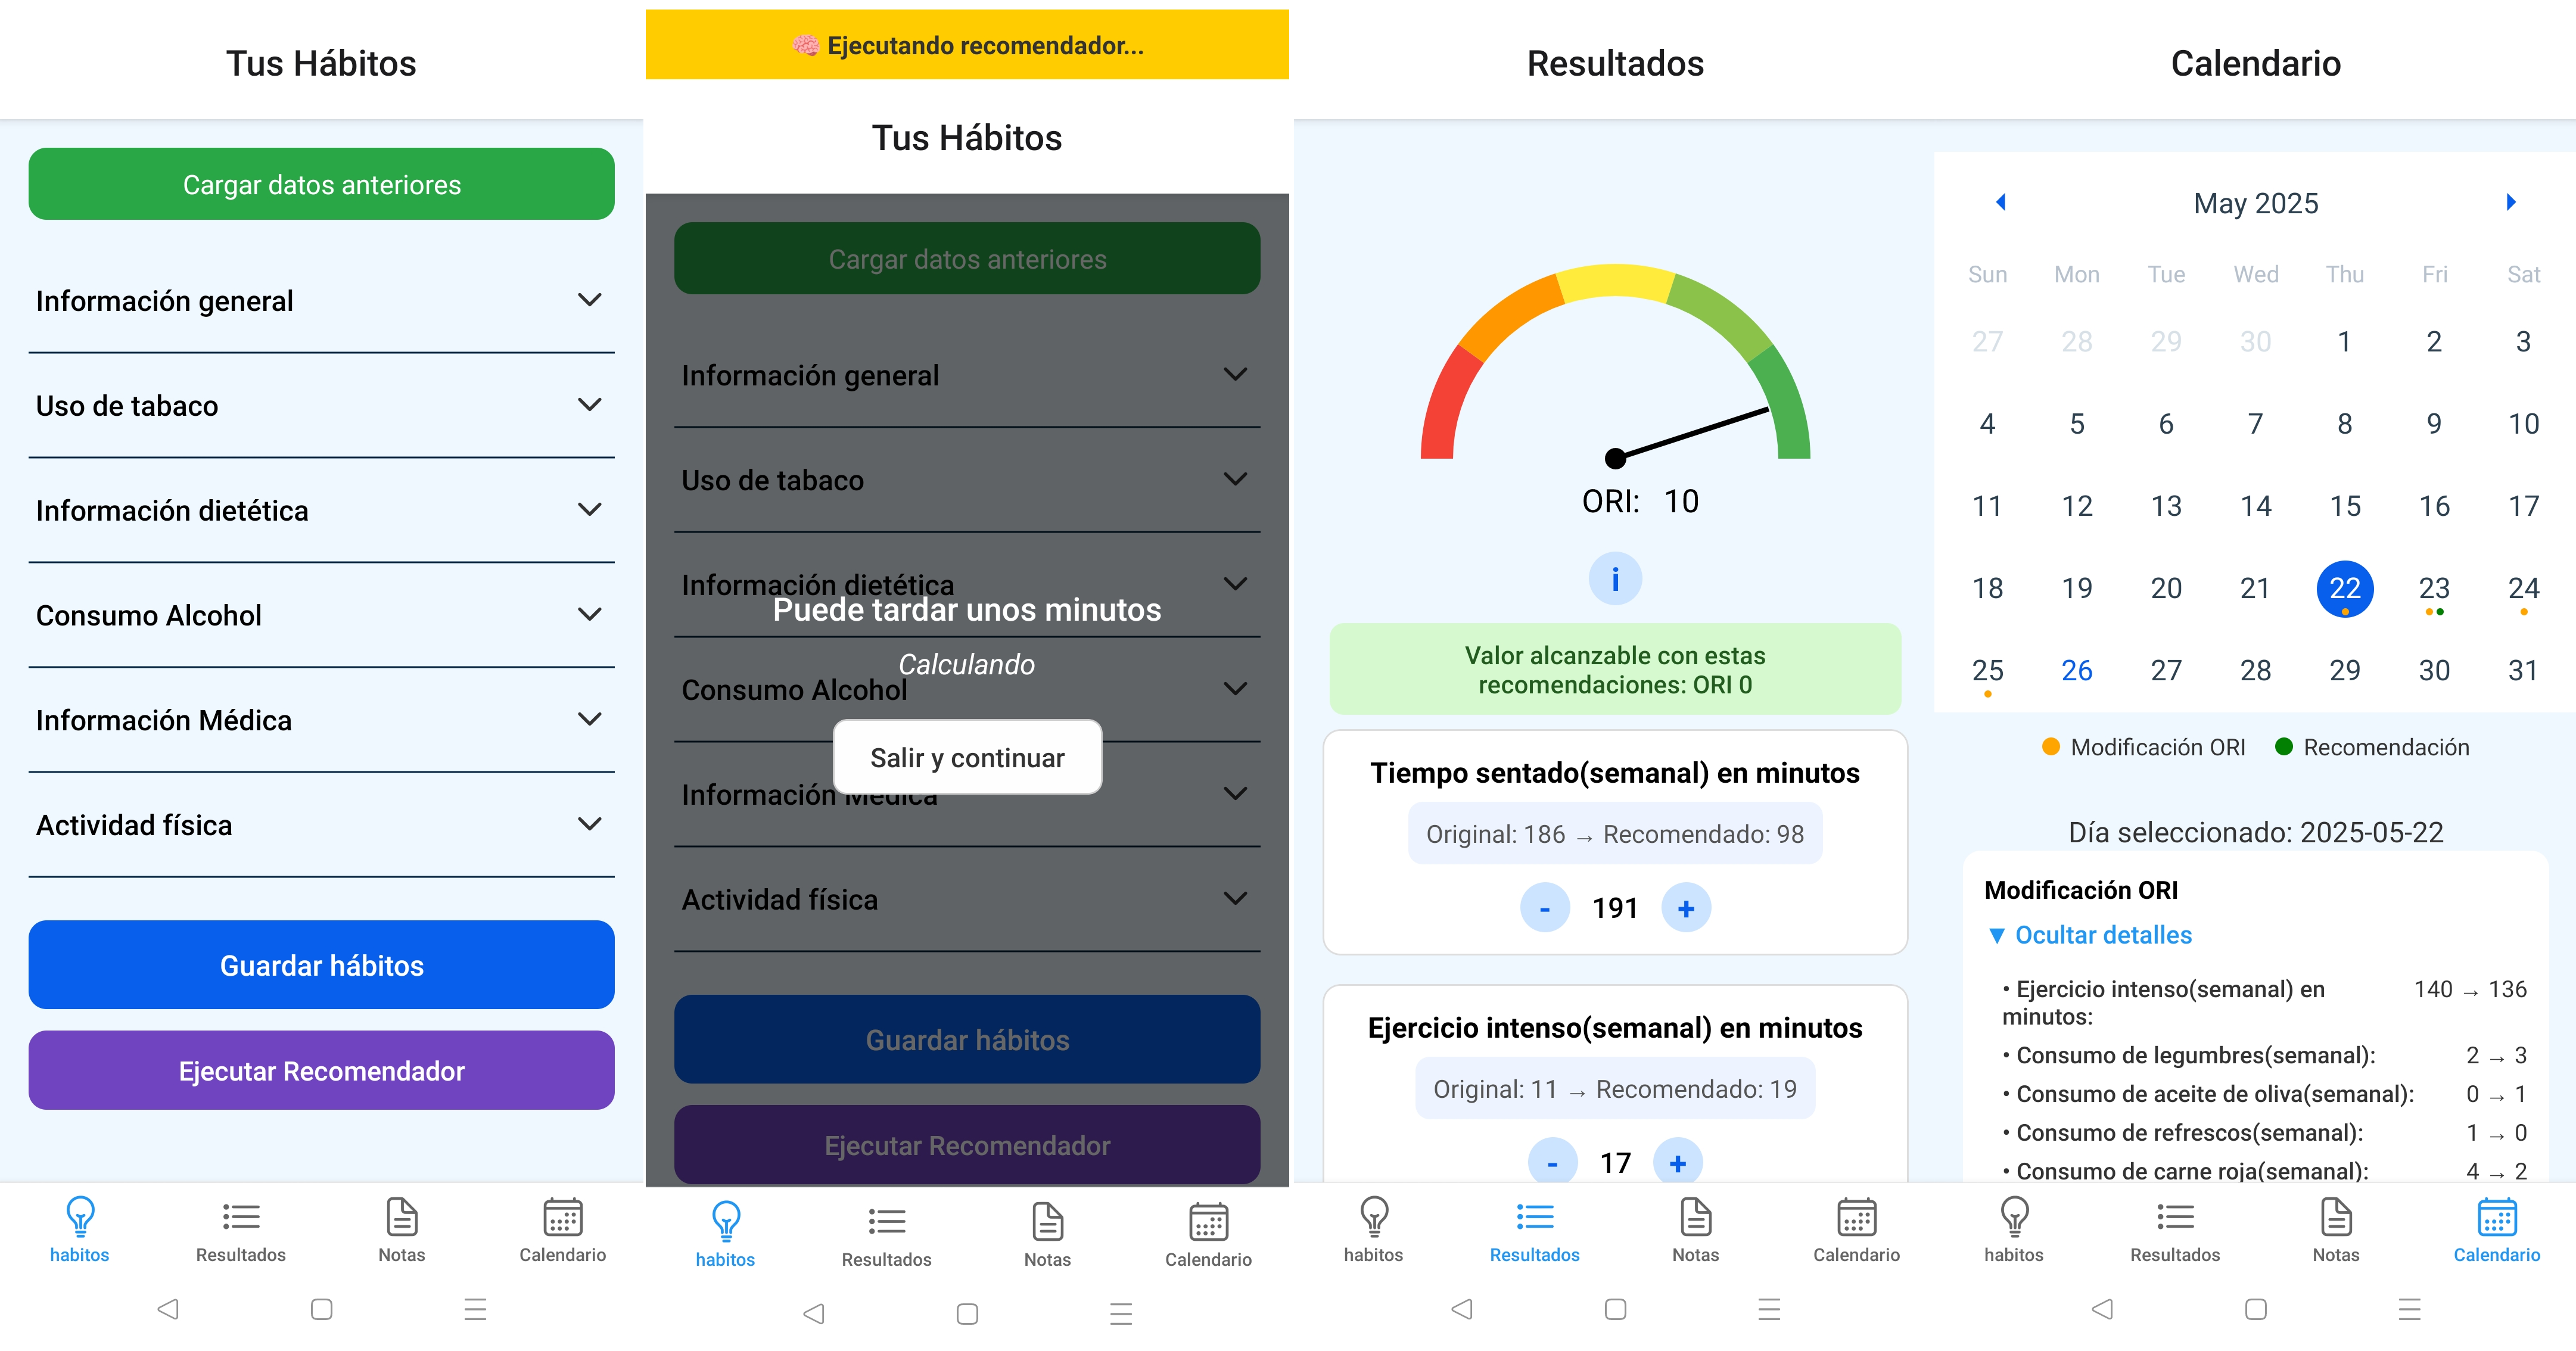 Tus Hábitos
Cargar datos anteriores
Información general
Uso de tabaco
Información dietética
Consumo Alcohol
Información Médica
Actividad física
Guardar hábitos
Ejecutar Recomendador
habitos
Resultados
Notas
Calendario
🧠 Ejecutando recomendador...
Tus Hábitos
Cargar datos anteriores
Información general
Uso de tabaco
Información dietética
Puede tardar unos minutos
Calculando
Consumo Alcohol
Salir y continuar
Información Médica
Actividad física
Guardar hábitos
Ejecutar Recomendador
habitos
Resultados
Notas
Calendario
Resultados
ORI: 10
i
Valor alcanzable con estas
recomendaciones: ORI 0
Tiempo sentado(semanal) en minutos
Original: 186 → Recomendado: 98
- 191 +
Ejercicio intenso(semanal) en minutos
Original: 11 → Recomendado: 19
- 17 +
habitos
Resultados
Notas
Calendario
Calendario
May 2025
Sun Mon Tue Wed Thu Fri Sat
27 28 29 30 1 2 3
4 5 6 7 8 9 10
11 12 13 14 15 16 17
18 19 20 21 22 23 24
25 26 27 28 29 30 31
Modificación ORI Recomendación
Día seleccionado: 2025-05-22
Modificación ORI
▼ Ocultar detalles
• Ejercicio intenso(semanal) en 140 → 136
minutos:
• Consumo de legumbres(semanal): 2 → 3
• Consumo de aceite de oliva(semanal): 0 → 1
• Consumo de refrescos(semanal): 1 → 0
• Consumo de carne roja(semanal): 4 → 2
habitos
Resultados
Notas
Calendario